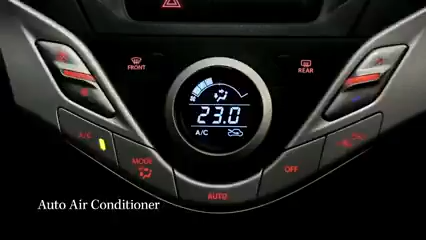 FRONT
REAR
23.0
A/C
A/C
MODE
OFF
AUTO
Auto Air Conditioner